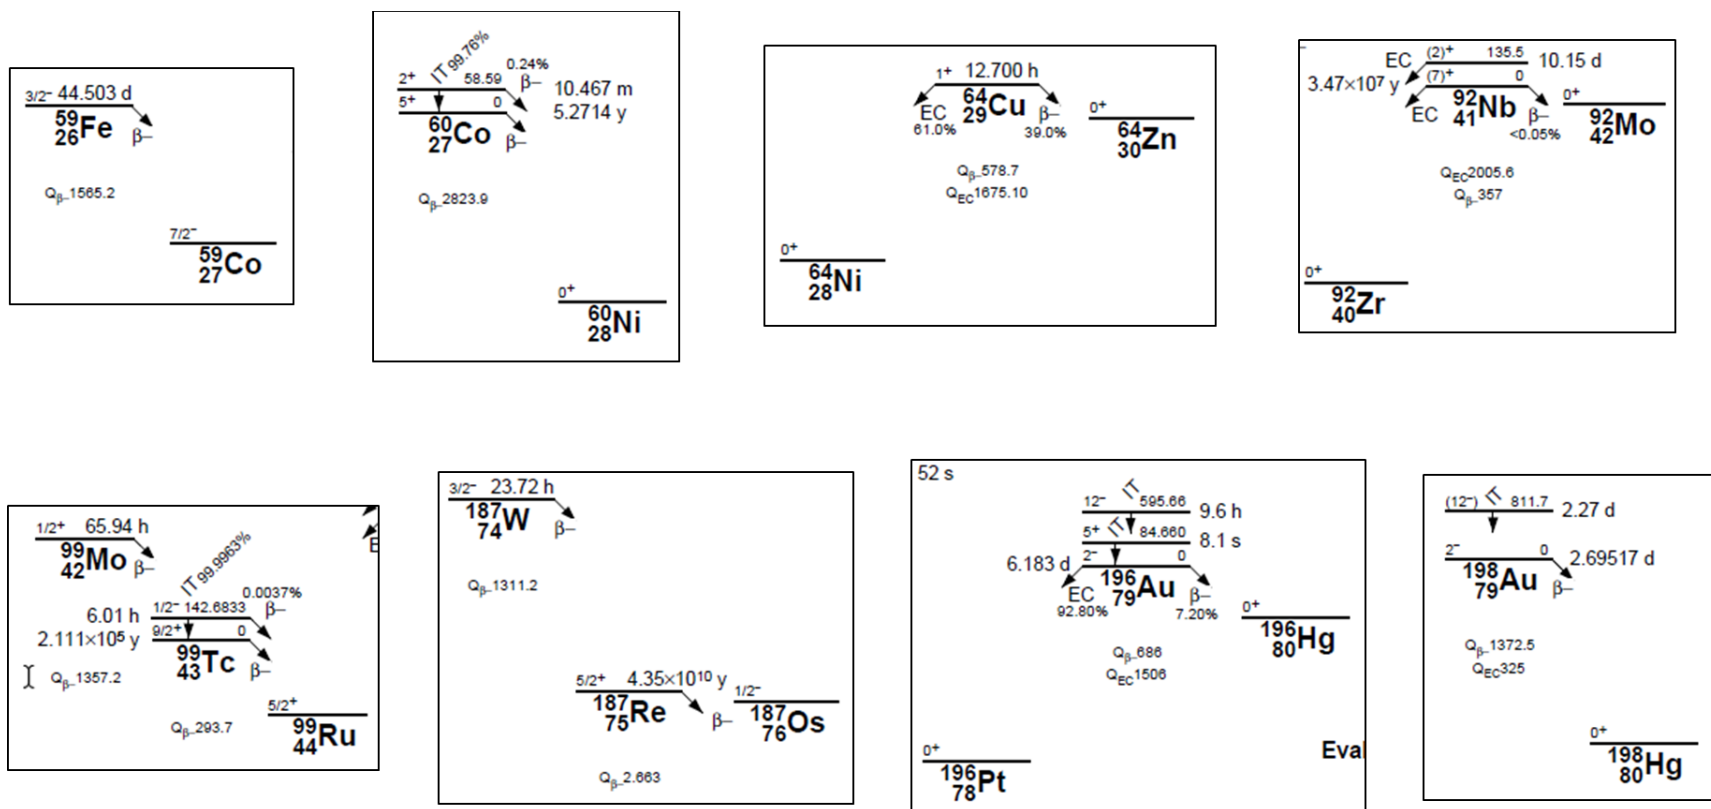 3/2− 44.503 d
59
26Fe β−
Qβ−1565.2
7/2−
59
27Co
IT 99.76%
2+ 58.59 0.24% β− 10.467 m
5+ 0 5.2714 y
60
27Co β−
Qβ−2823.9
0+
60
28Ni
1+ 12.700 h
64
29Cu
EC β−
61.0% 39.0%
0+
64
30Zn
Qβ−578.7
QEC1675.10
0+
64
28Ni
EC (2)+ 135.5 10.15 d
3.47×10⁷ y (7)+ 0
92
41Nb
EC β−
<0.05%
0+
92
42Mo
QEC2005.6
Qβ−357
0+
92
40Zr
1/2+ 65.94 h
99
42Mo β−
E
IT 99.9963%
0.0037%
6.01 h 1/2− 142.6833 β−
2.111×10⁵ y 9/2+ 0
99
43Tc β−
Qβ−1357.2
Qβ−293.7
5/2+
99
44Ru
3/2− 23.72 h
187
74W β−
Qβ−1311.2
5/2+ 4.35×10¹⁰ y
187
75Re β−
1/2−
187
76Os
Qβ−2.663
52 s
12− IT 595.66 9.6 h
5+ IT 84.660 8.1 s
6.183 d 2− 0
196
79Au
EC β−
92.80% 7.20%
0+
196
80Hg
Qβ−686
QEC1506
Eval
0+
196
78Pt
(12−) IT 811.7 2.27 d
2− 0 2.69517 d
198
79Au β−
Qβ−1372.5
QEC325
0+
198
80Hg